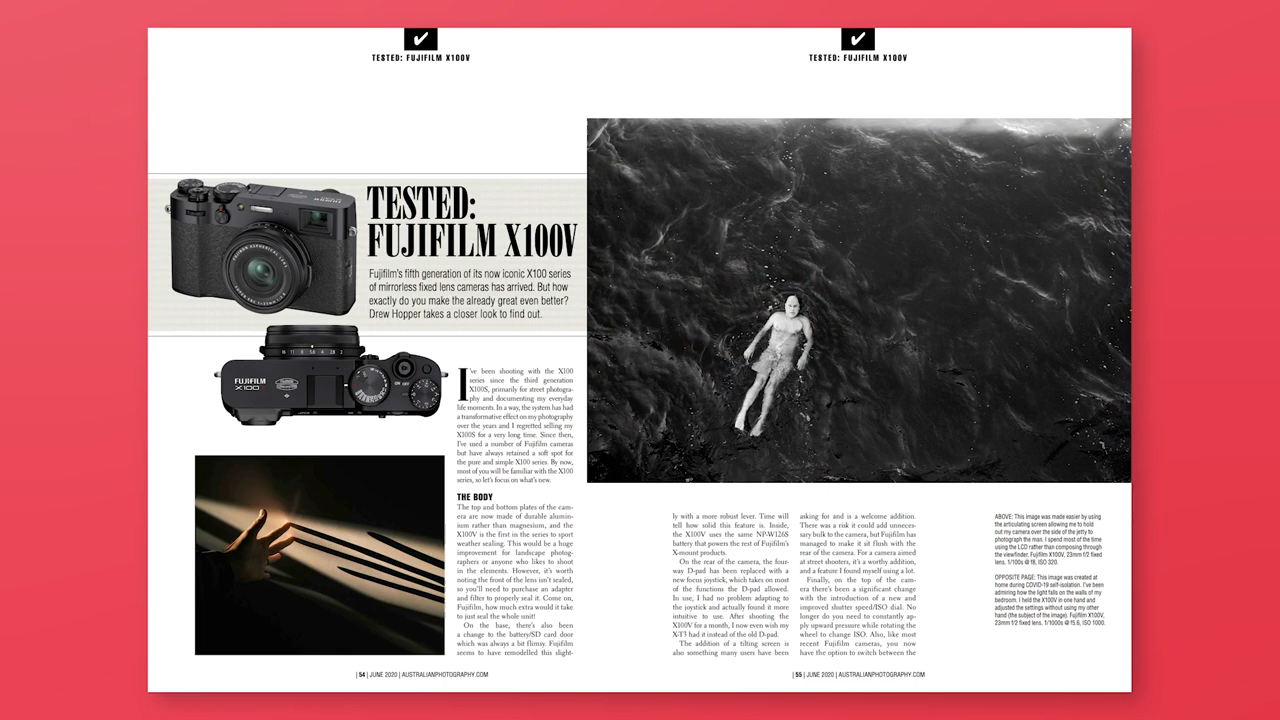 TESTED: FUJIFILM X100V
TESTED:
FUJIFILM X100V
Fujifilm's fifth generation of its now iconic X100 series
of mirrorless fixed lens cameras has arrived. But how
exactly do you make the already great even better?
Drew Hopper takes a closer look to find out.
FUJIFILM
X100
I've been shooting with the X100
series since the third generation
X100S, primarily for street photogra-
phy and documenting my everyday
life moments. In a way, the system has had
a transformative effect on my photography
over the years and I regretted selling my
X100S for a very long time. Since then,
I've used a number of Fujifilm cameras
but have always retained a soft spot for
the pure and simple X100 series. By now,
most of you will be familiar with the X100
series, so let's focus on what's new.
THE BODY
The top and bottom plates of the cam-
era are now made of durable alumin-
ium rather than magnesium, and the
X100V is the first in the series to sport
weather sealing. This would be a huge
improvement for landscape photog-
raphers or anyone who likes to shoot
in the elements. However, it's worth
noting the front of the lens isn't sealed,
so you'll need to purchase an adapter
and filter to properly seal it. Come on,
Fujifilm, how much extra would it take
to just seal the whole unit!
On the base, there's also been
a change to the battery/SD card door
which was always a bit flimsy. Fujifilm
seems to have remodelled this slight-
| 54 | JUNE 2020 | AUSTRALIANPHOTOGRAPHY.COM
TESTED: FUJIFILM X100V
ly with a more robust lever. Time will
tell how solid this feature is. Inside,
the X100V uses the same NP-W126S
battery that powers the rest of Fujifilm's
X-mount products.
On the rear of the camera, the four-
way D-pad has been replaced with a
new focus joystick, which takes on most
of the functions the D-pad allowed.
In use, I had no problem adapting to
the joystick and actually found it more
intuitive to use. After shooting the
X100V for a month, I now even wish my
X-T3 had it instead of the old D-pad.
The addition of a tilting screen is
also something many users have been
asking for and is a welcome addition.
There was a risk it could add unneces-
sary bulk to the camera, but Fujifilm has
managed to make it sit flush with the
rear of the camera. For a camera aimed
at street shooters, it's a worthy addition,
and a feature I found myself using a lot.
Finally, on the top of the cam-
era there's been a significant change
with the introduction of a new and
improved shutter speed/ISO dial. No
longer do you need to constantly ap-
ply upward pressure while rotating the
wheel to change ISO. Also, like most
recent Fujifilm cameras, you now
have the option to switch between the
ABOVE: This image was made easier by using
the articulating screen allowing me to hold
out my camera over the side of the jetty to
photograph the man. I spend most of the time
using the LCD rather than composing through
the viewfinder. Fujifilm X100V, 23mm f/2 fixed
lens. 1/100s @ f8, ISO 320.
OPPOSITE PAGE: This image was created at
home during COVID-19 self-isolation. I've been
admiring how the light falls on the walls of my
bedroom. I held the X100V in one hand and
adjusted the settings without using my other
hand (the subject of the image). Fujifilm X100V,
23mm f/2 fixed lens. 1/1000s @ f5.6, ISO 1000.
| 55 | JUNE 2020 | AUSTRALIANPHOTOGRAPHY.COM